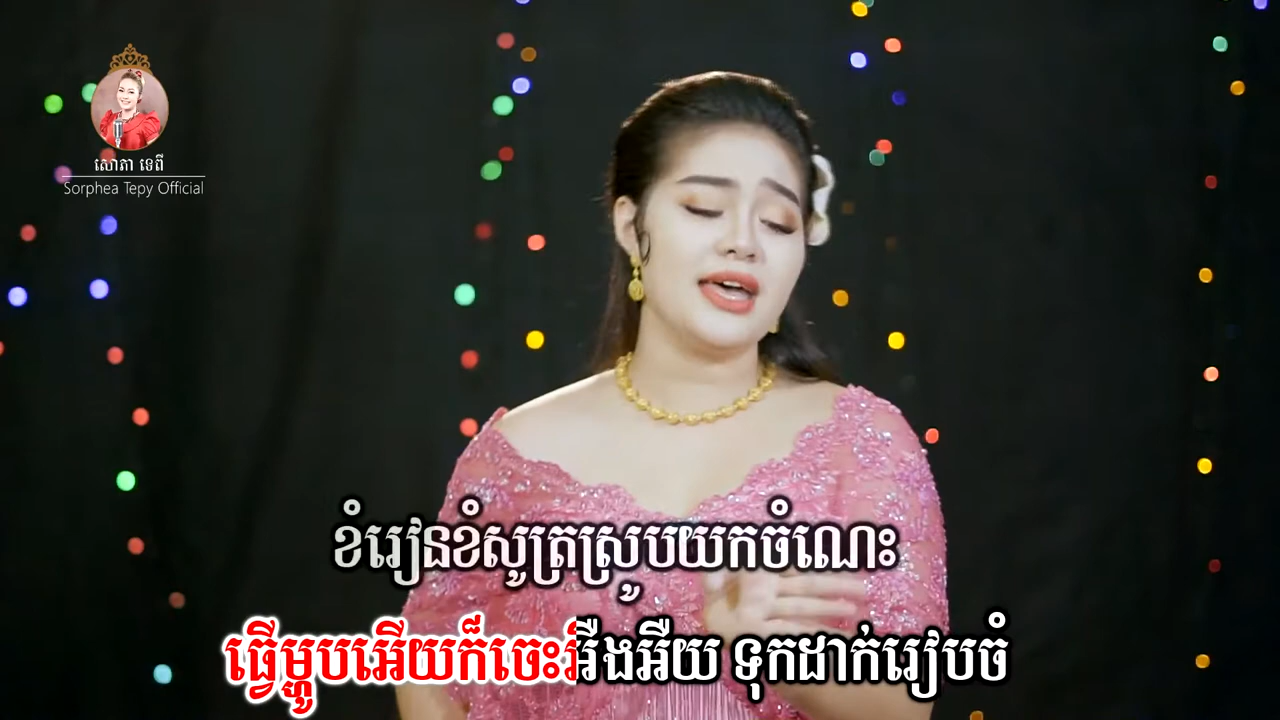 សោភា ទេពី
Sorphea Tepy Official
ខំរៀនខំសូត្រស្រូបយកចំណេះ
ធ្វើម្ហូបអើយក៏ចេះអឺងអឺយ ទុកដាក់រៀបចំ